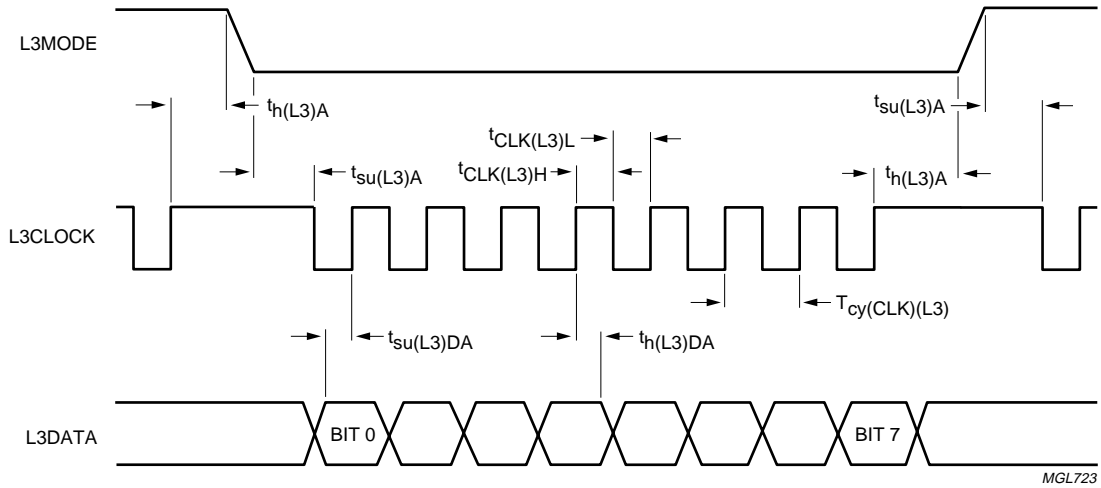 L3MODE
th(L3)A
tsu(L3)A
tCLK(L3)L
tCLK(L3)H
tsu(L3)A
th(L3)A
L3CLOCK
Tcy(CLK)(L3)
tsu(L3)DA
th(L3)DA
L3DATA
BIT 0
BIT 7
MGL723